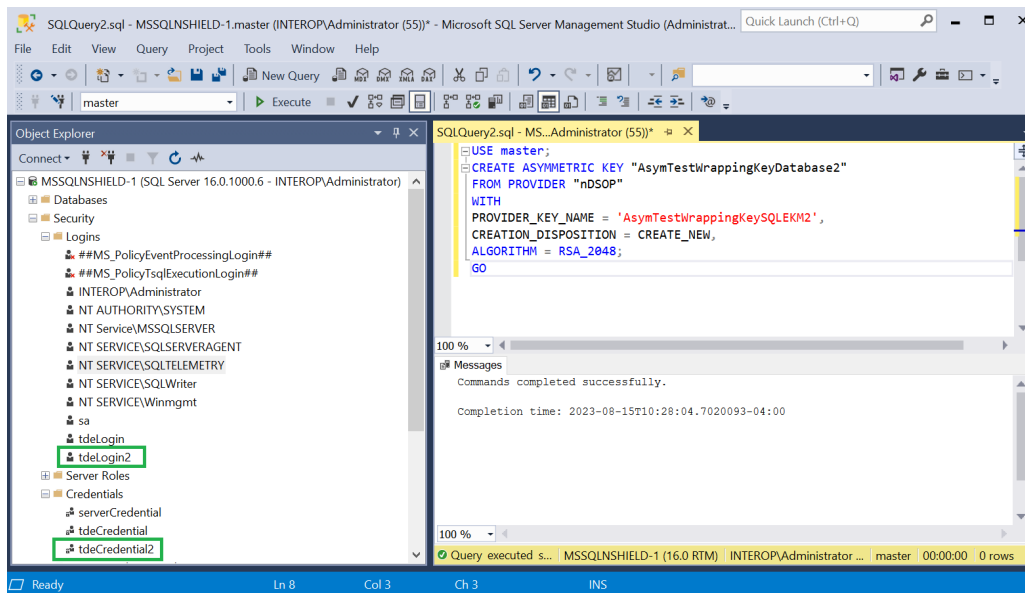 SQLQuery2.sql - MSSQLNSHIELD-1.master (INTEROP\Administrator (55))* - Microsoft SQL Server Management Studio (Administrat...
Quick Launch (Ctrl+Q)
File Edit View Query Project Tools Window Help
New Query
MDX DMX XMLA DAX
master
Execute
Object Explorer
Connect
MSSQLNSHIELD-1 (SQL Server 16.0.1000.6 - INTEROP\Administrator)
Databases
Security
Logins
##MS_PolicyEventProcessingLogin##
##MS_PolicyTsqlExecutionLogin##
INTEROP\Administrator
NT AUTHORITY\SYSTEM
NT Service\MSSQLSERVER
NT SERVICE\SQLSERVERAGENT
NT SERVICE\SQLTELEMETRY
NT SERVICE\SQLWriter
NT SERVICE\Winmgmt
sa
tdeLogin
tdeLogin2
Server Roles
Credentials
serverCredential
tdeCredential
tdeCredential2
SQLQuery2.sql - MS...Administrator (55))*
USE master;
CREATE ASYMMETRIC KEY "AsymTestWrappingKeyDatabase2"
FROM PROVIDER "nDSOP"
WITH
PROVIDER_KEY_NAME = 'AsymTestWrappingKeySQLEKM2',
CREATION_DISPOSITION = CREATE_NEW,
ALGORITHM = RSA_2048;
GO
100 %
Messages
Commands completed successfully.
Completion time: 2023-08-15T10:28:04.7020093-04:00
100 %
Query executed s... MSSQLNSHIELD-1 (16.0 RTM) INTEROP\Administrator ... master 00:00:00 0 rows
Ready Ln 8 Col 3 Ch 3 INS